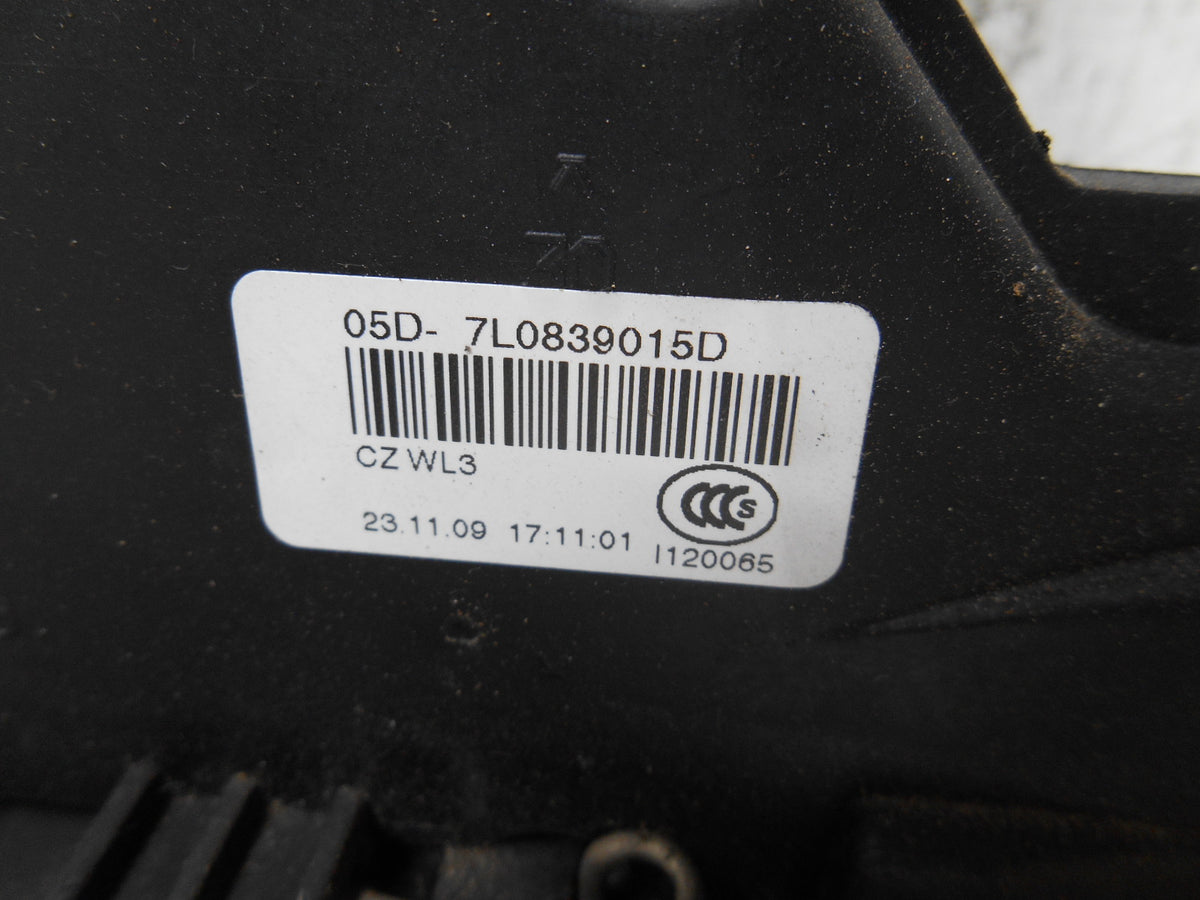 05D- 7L0839015D
CZ WL3
CCC S
23.11.09 17:11:01 I120065